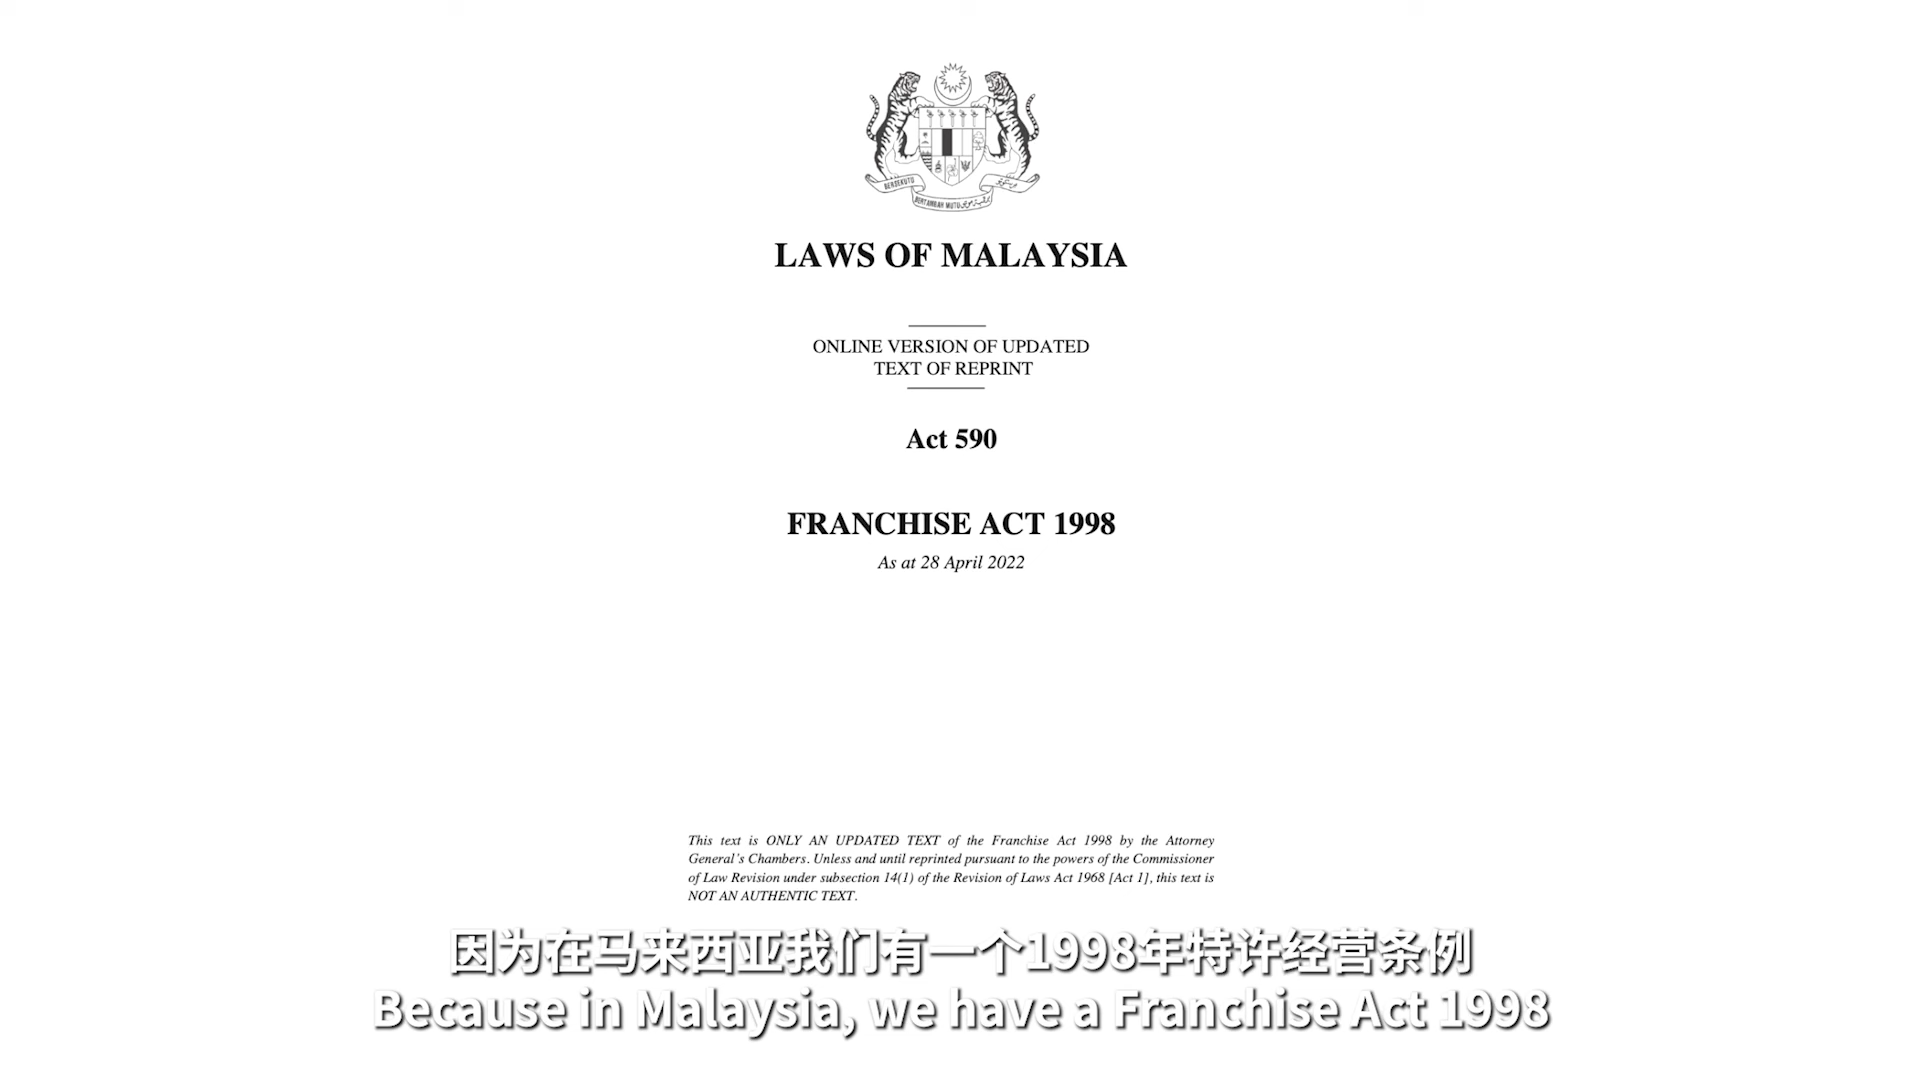 BERSEKUTU
BERTAMBAH MUTU
LAWS OF MALAYSIA
ONLINE VERSION OF UPDATED
TEXT OF REPRINT
Act 590
FRANCHISE ACT 1998
As at 28 April 2022
This text is ONLY AN UPDATED TEXT of the Franchise Act 1998 by the Attorney
General’s Chambers. Unless and until reprinted pursuant to the powers of the Commissioner
of Law Revision under subsection 14(1) of the Revision of Laws Act 1968 [Act 1], this text is
NOT AN AUTHENTIC TEXT.
因为在马来西亚我们有一个1998年特许经营条例
Because in Malaysia, we have a Franchise Act 1998